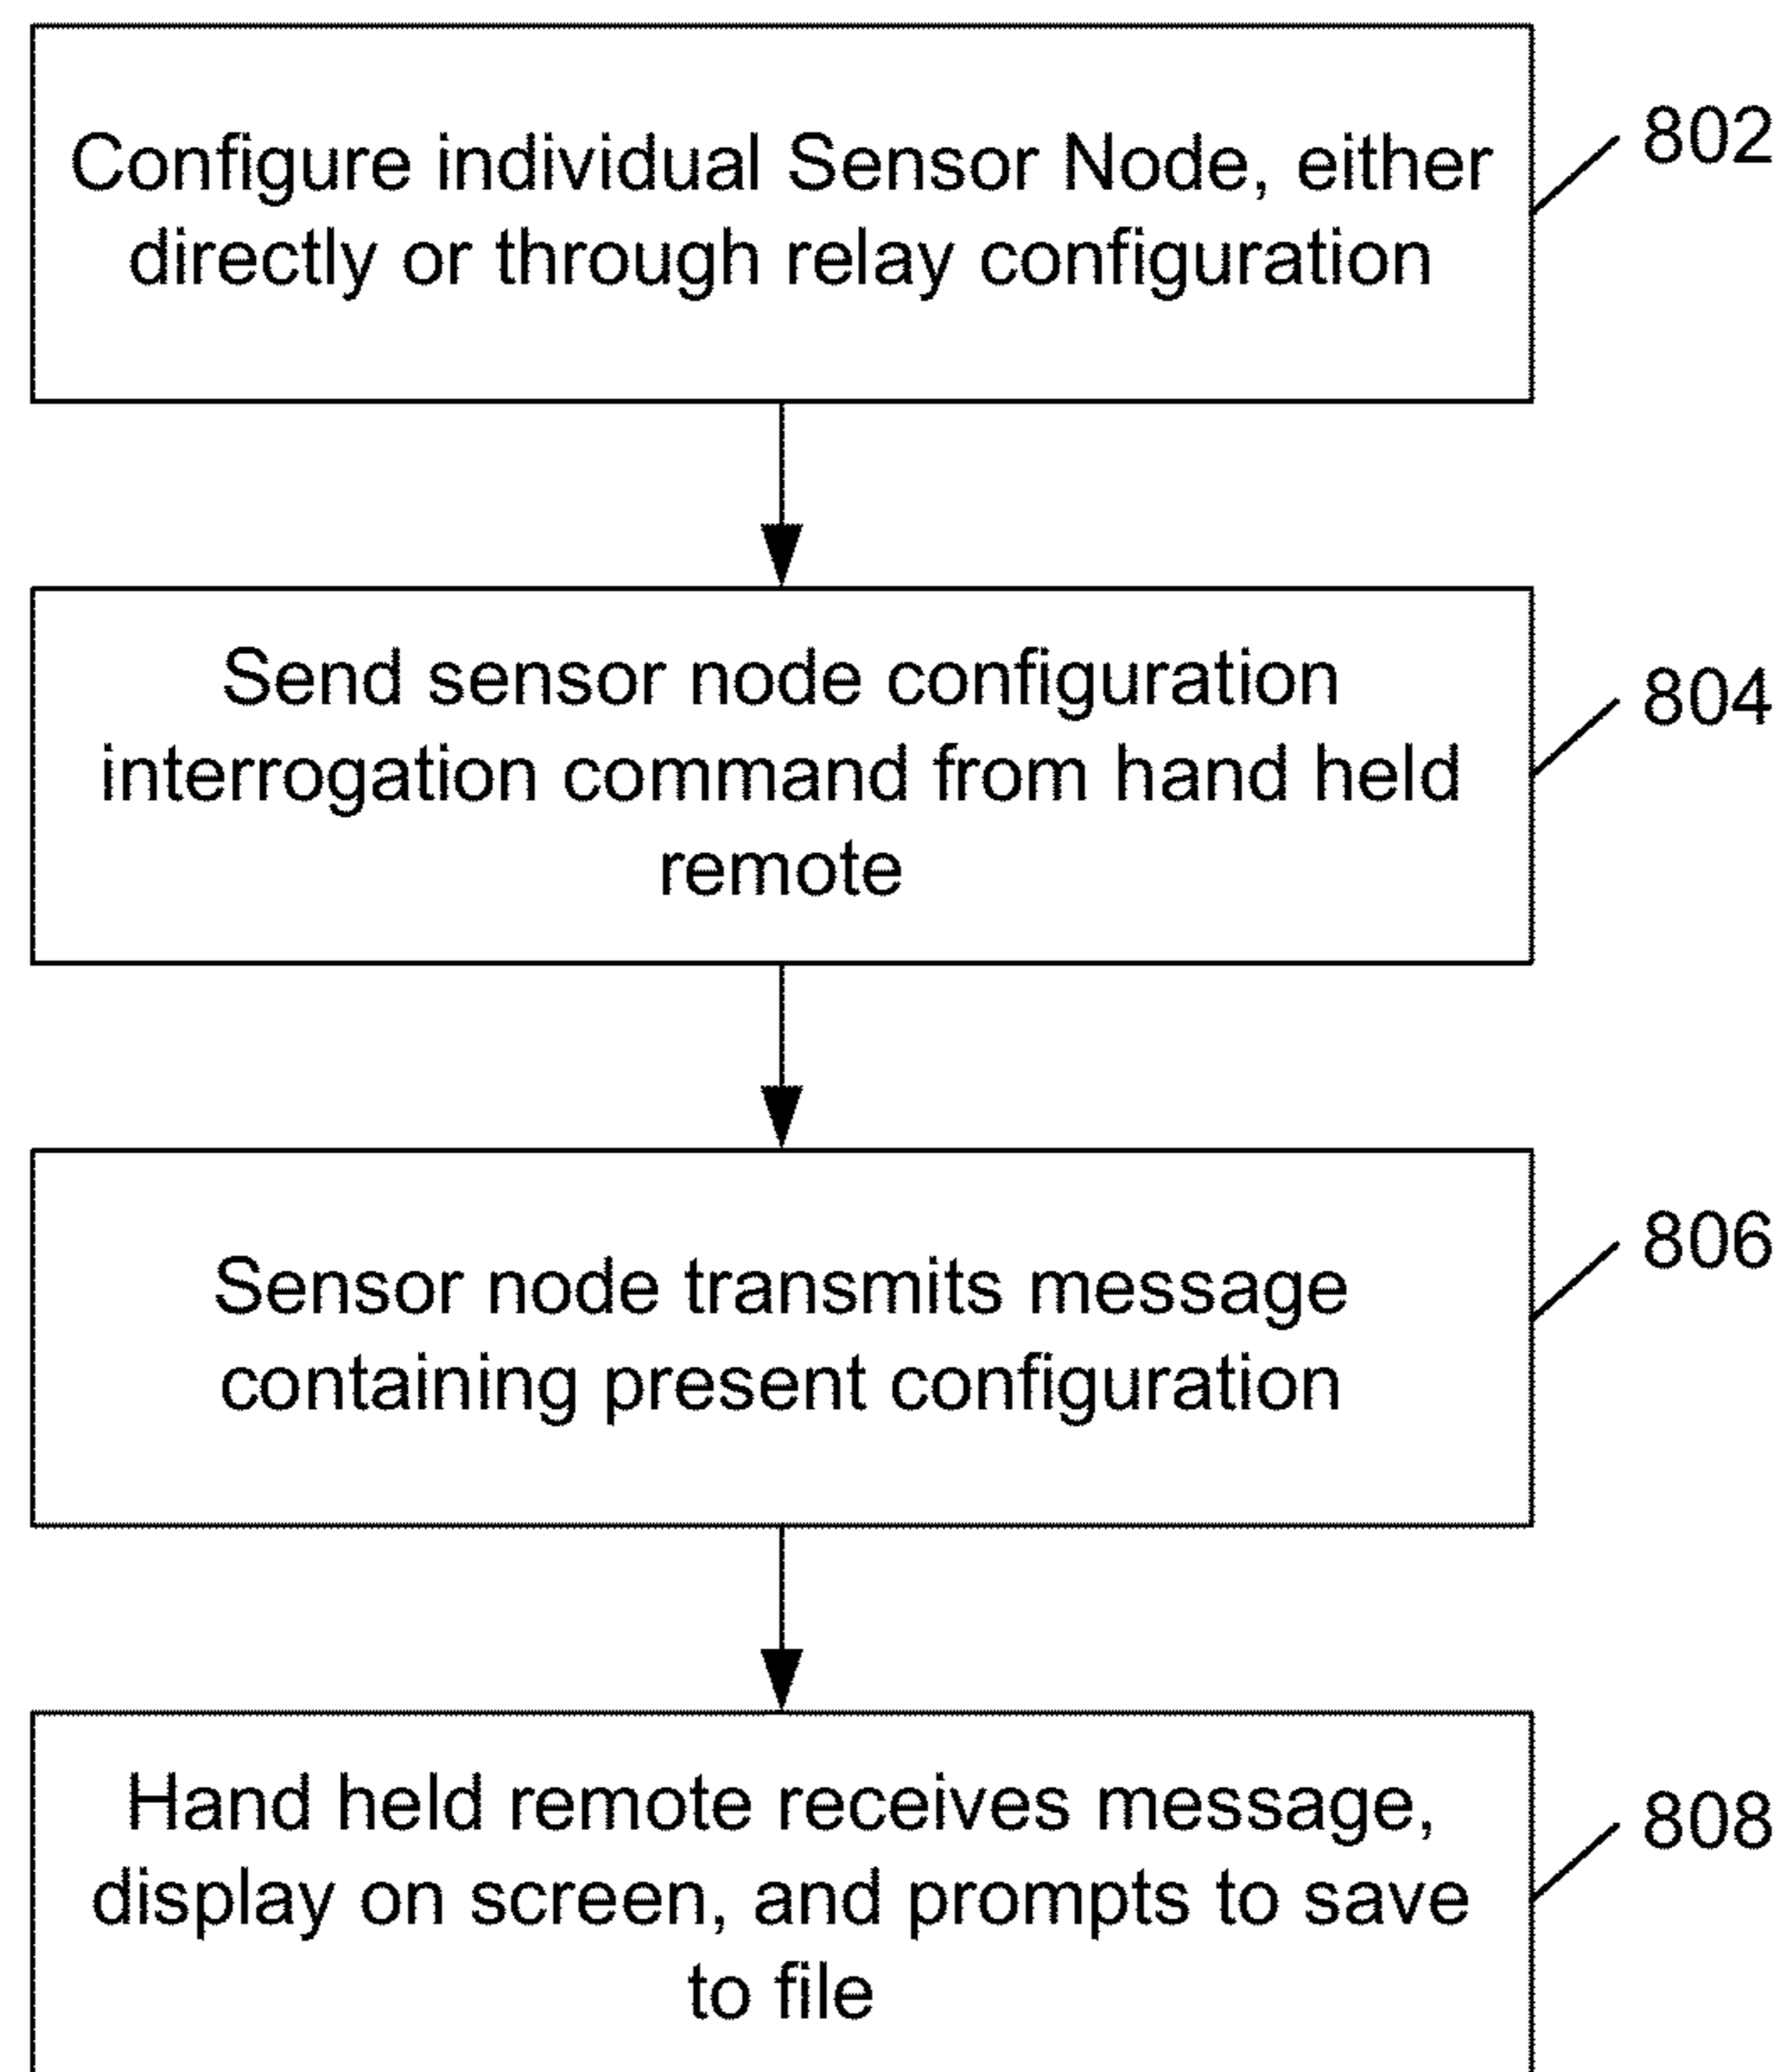 Configure individual Sensor Node, either
directly or through relay configuration
802
Send sensor node configuration
interrogation command from hand held
remote
804
Sensor node transmits message
containing present configuration
806
Hand held remote receives message,
display on screen, and prompts to save
to file
808